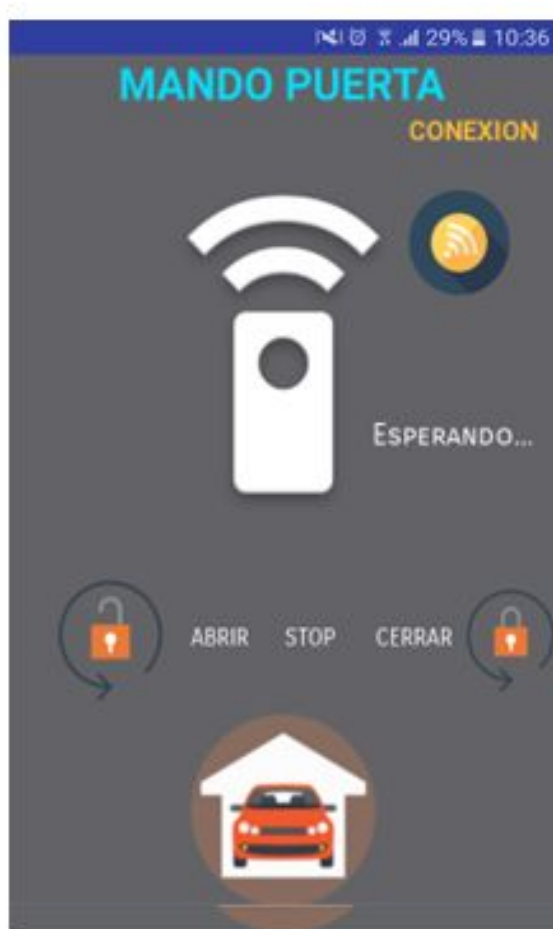 29% 10:36
MANDO PUERTA
CONEXION
ESPERANDO...
ABRIR STOP CERRAR